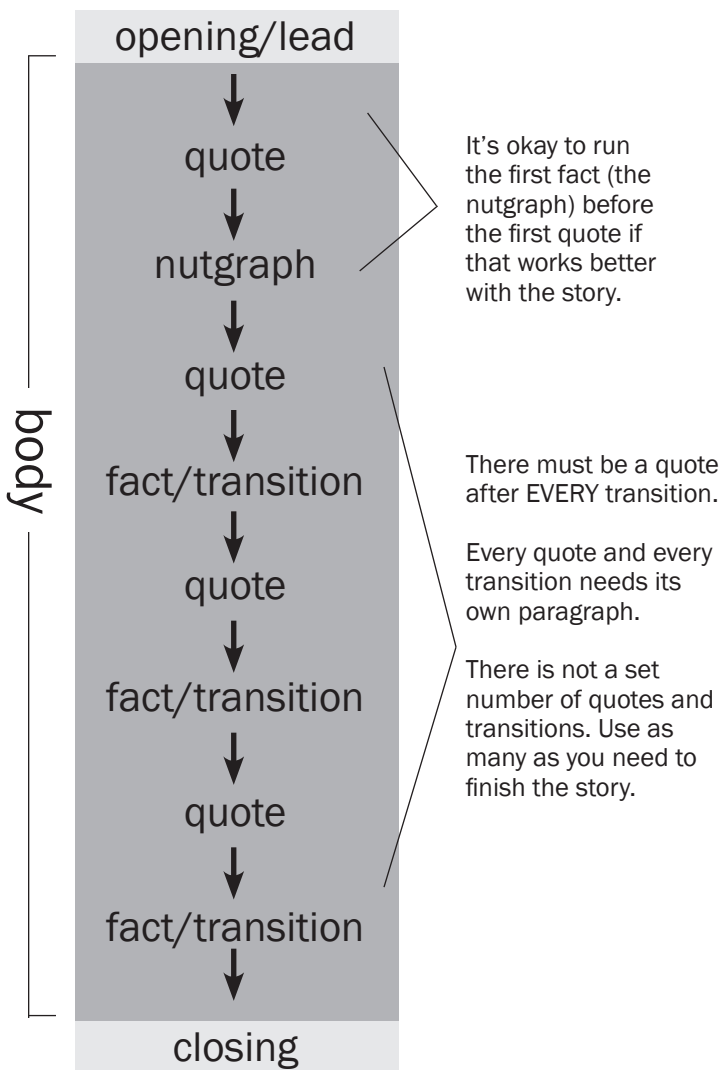 opening/lead
quote
nutgraph
quote
fact/transition
quote
fact/transition
quote
fact/transition
closing
body
It’s okay to run
the first fact (the
nutgraph) before
the first quote if
that works better
with the story.
There must be a quote
after EVERY transition.
Every quote and every
transition needs its
own paragraph.
There is not a set
number of quotes and
transitions. Use as
many as you need to
finish the story.